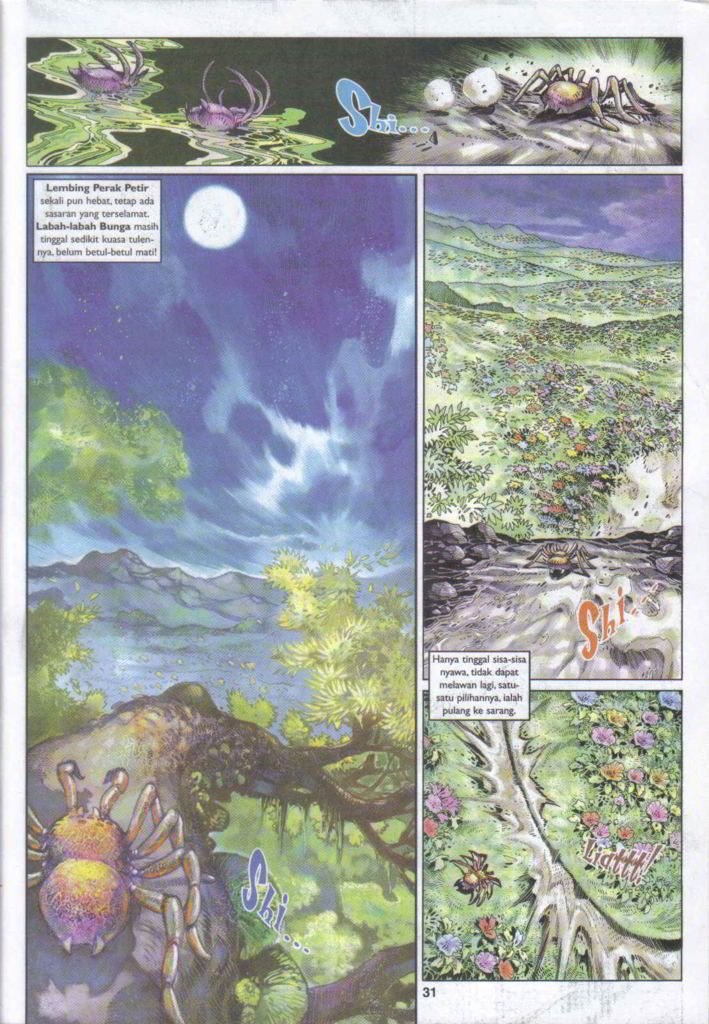 Shi...
Lembing Perak Petir
sekali pun hebat, tetap ada
sasaran yang terselamat.
Labah-labah Bunga masih
tinggal sedikit kuasa tulen-
nya, belum betul-betul mati!
Shi...
Shi...
Hanya tinggal sisa-sisa
nyawa, tidak dapat
melawan lagi, satu-
satu pilihannya, ialah
pulang ke sarang.
31